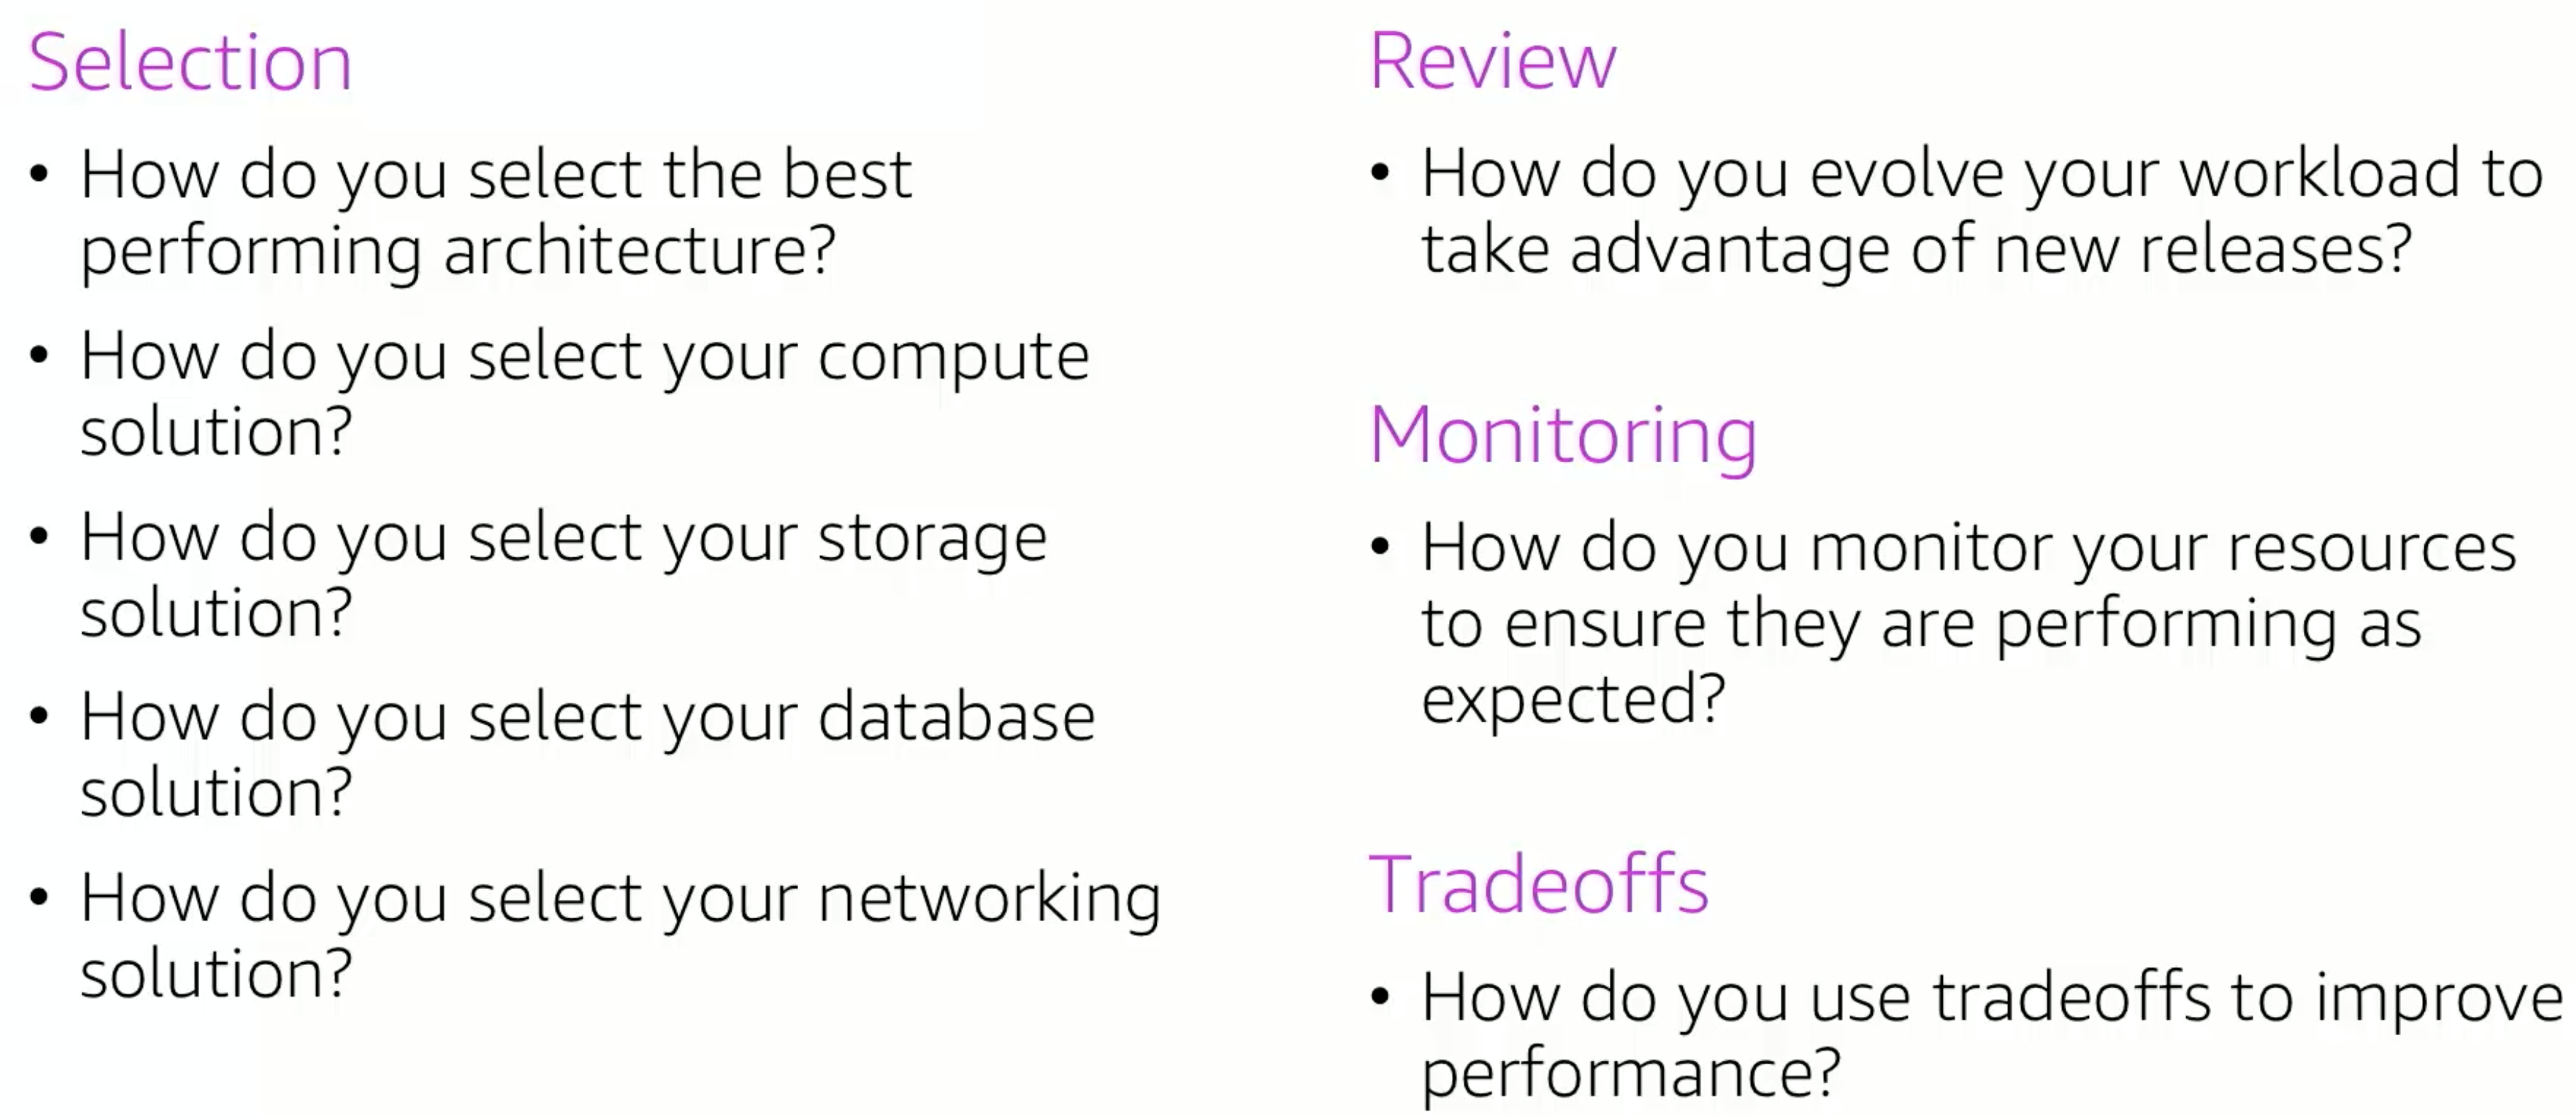 Selection
• How do you select the best
performing architecture?
• How do you select your compute
solution?
• How do you select your storage
solution?
• How do you select your database
solution?
• How do you select your networking
solution?
Review
• How do you evolve your workload to
take advantage of new releases?
Monitoring
• How do you monitor your resources
to ensure they are performing as
expected?
Tradeoffs
• How do you use tradeoffs to improve
performance?